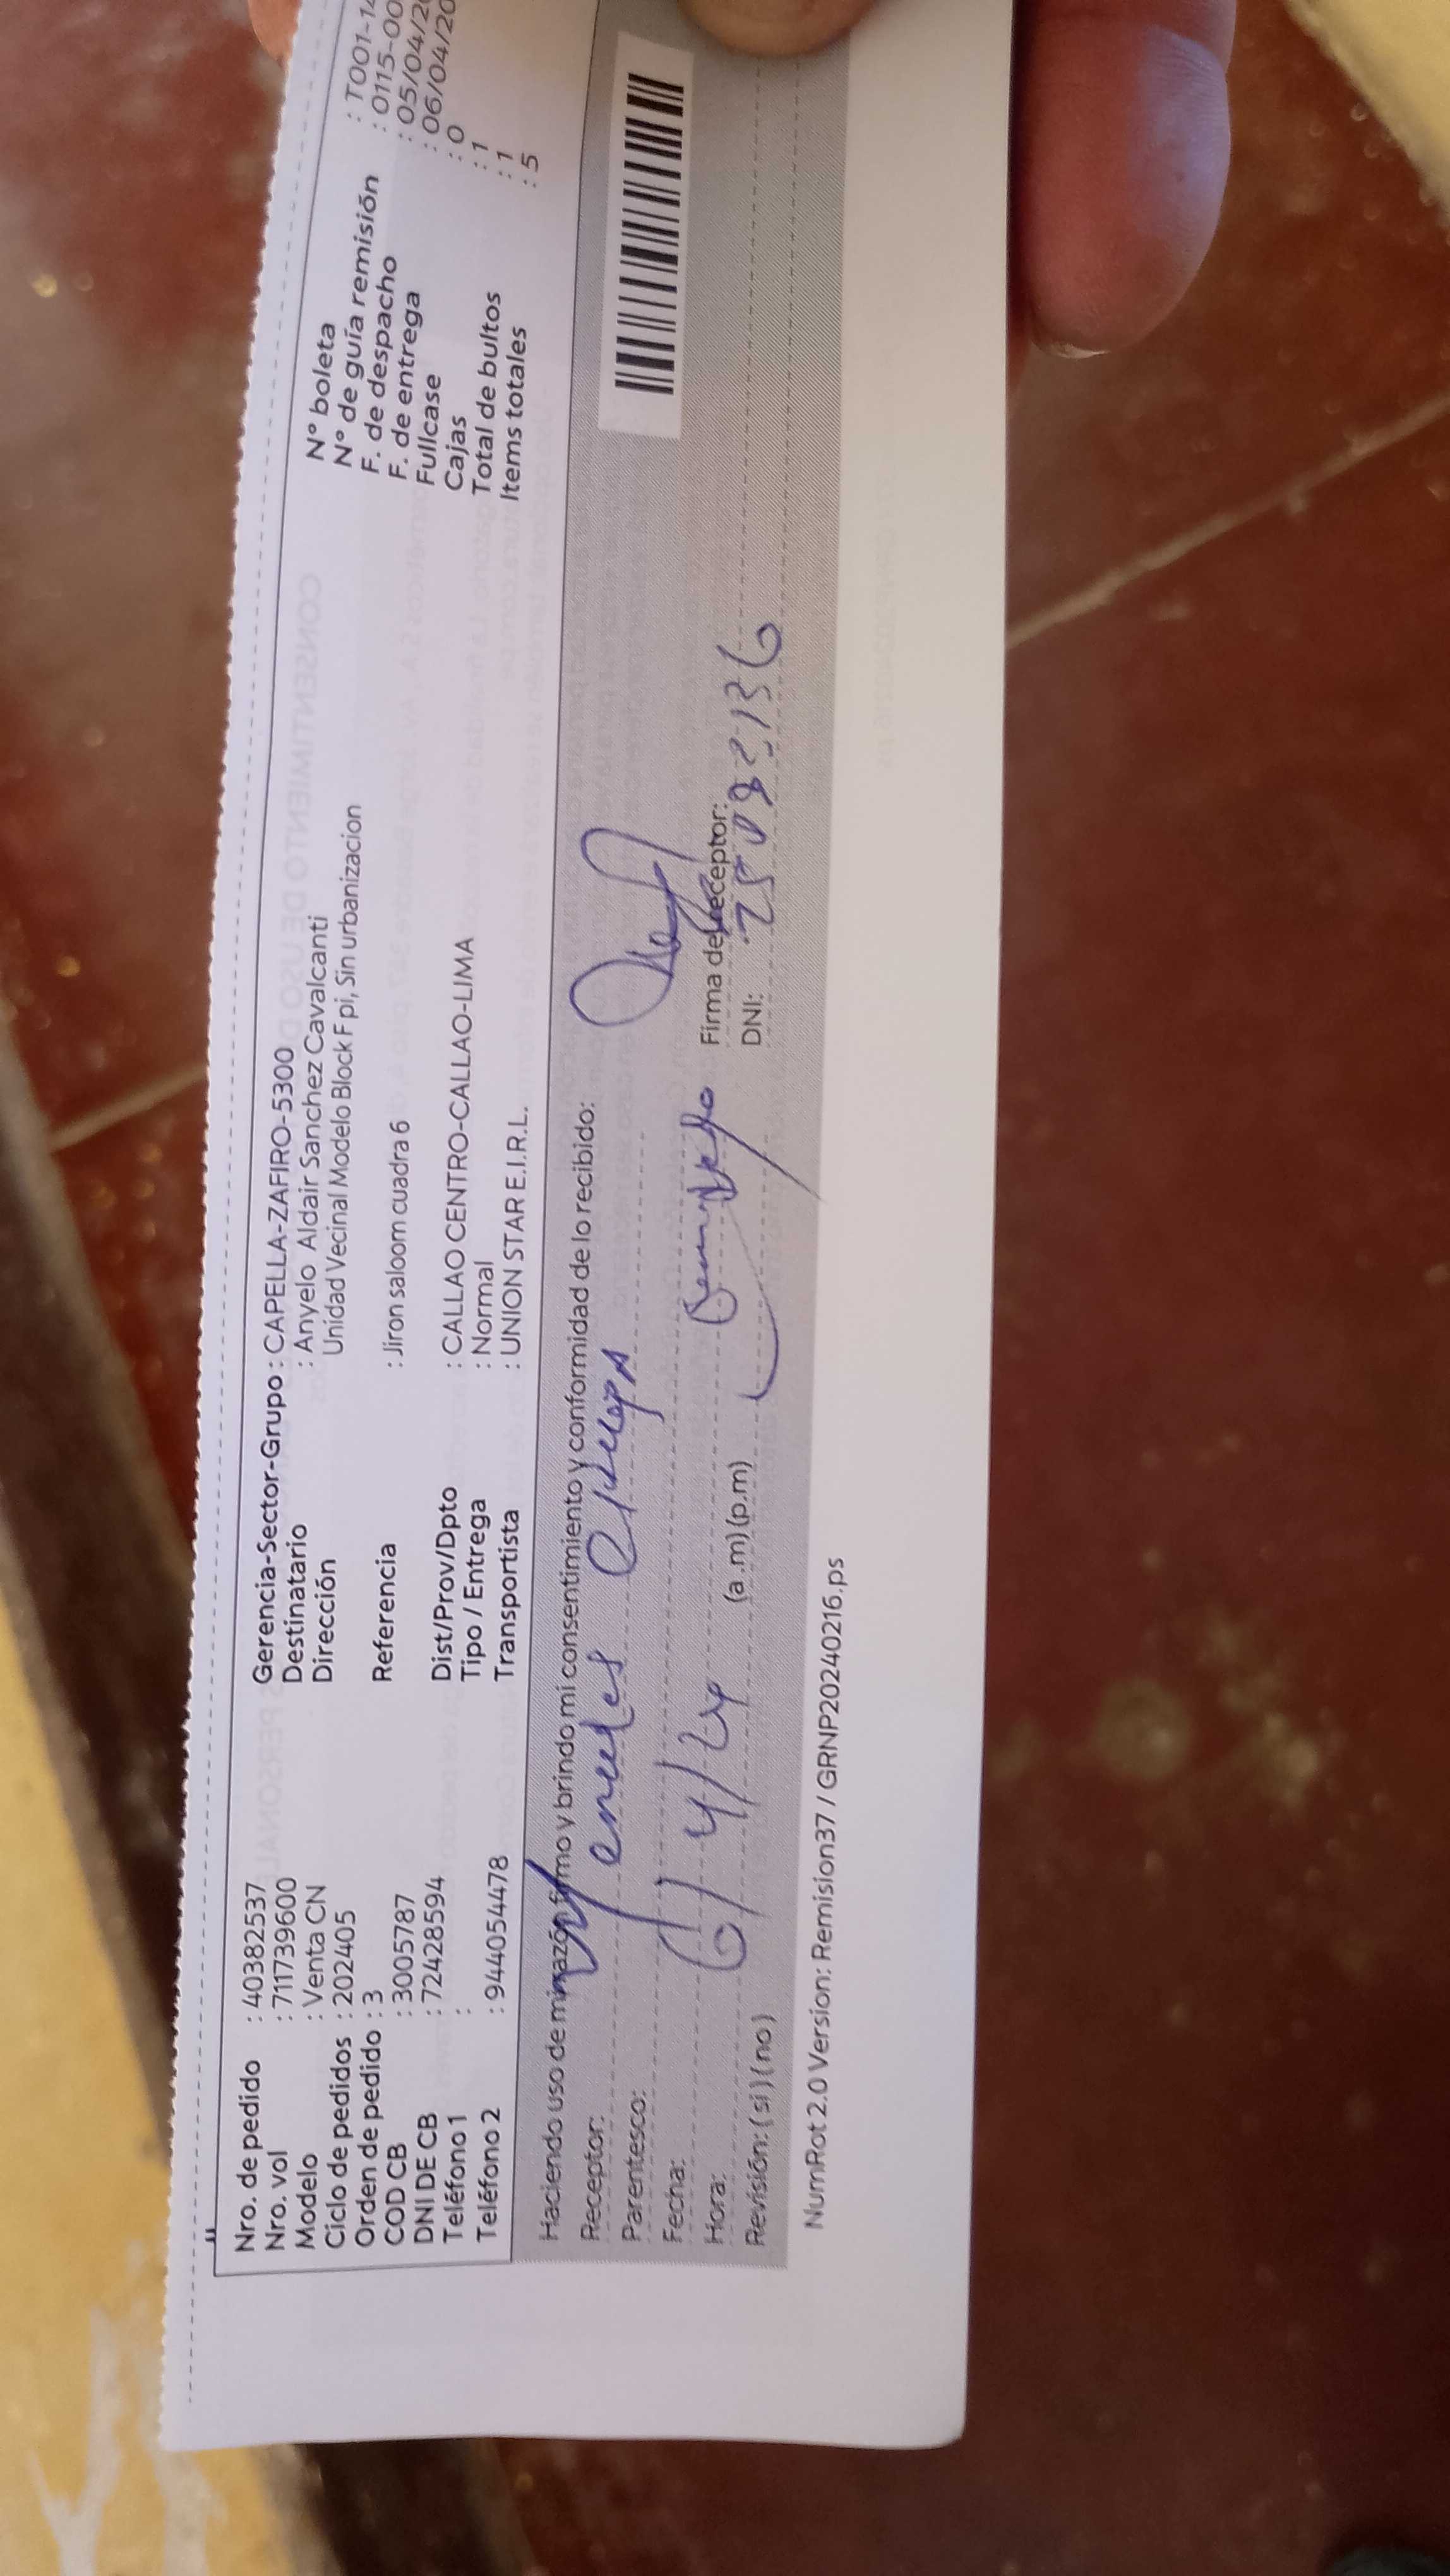 Nro. de pedido : 40382537
Nro. vol : 711739600
Modelo : Venta CN
Ciclo de pedidos : 202405
Orden de pedido : 3
COD CB : 3005787
DNI DE CB : 72428594
Teléfono 1 :
Teléfono 2 : 944054478
Gerencia-Sector-Grupo : CAPELLA-ZAFIRO-5300
Destinatario : Anyelo Aldair Sanchez Cavalcanti
Dirección Unidad Vecinal Modelo Block F pi, Sin urbanizacion
Referencia : Jiron saloom cuadra 6
Dist/Prov/Dpto : CALLAO CENTRO-CALLAO-LIMA
Tipo / Entrega : Normal
Transportista : UNION STAR E.I.R.L.
N° boleta : T001-14
N° de guía remisión : 0115-00
F. de despacho : 05/04/20
F. de entrega : 06/04/20
Fullcase : 0
Cajas : 1
Total de bultos : 1
Items totales : 5
Haciendo uso de mi razón firmo y brindo mi consentimiento y conformidad de lo recibido:
Receptor:
Parentesco:
Fecha: 6/4/24
Hora: (a.m) (p.m)
Revisión: (si) (no)
Firma del receptor:
DNI:
NumRot 2.0 Version: Remision37 / GRNP20240216.ps